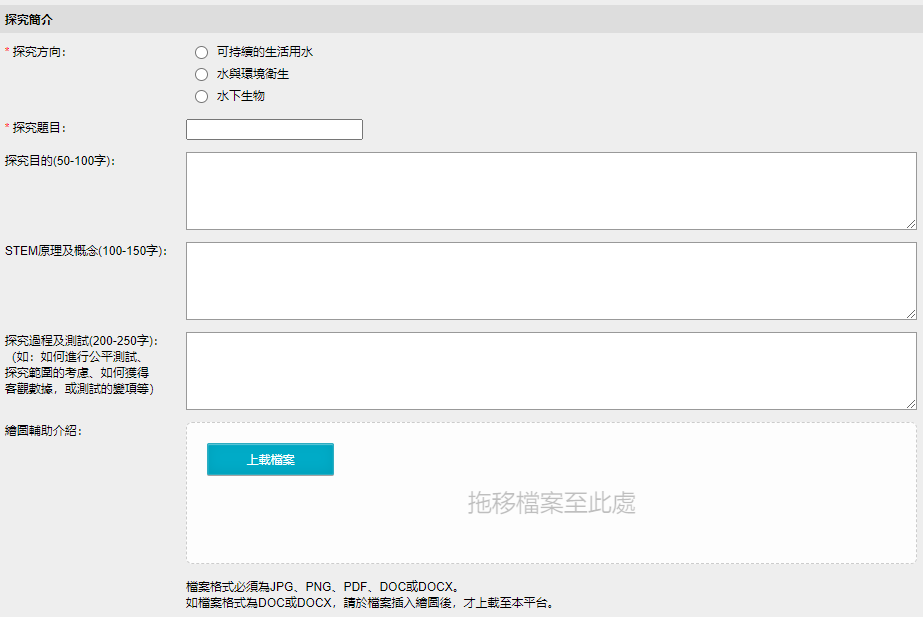 探究簡介
* 探究方向:
可持續的生活用水
水與環境衛生
水下生物
* 探究題目:
探究目的(50-100字):
STEM原理及概念(100-150字):
探究過程及測試(200-250字):
（如：如何進行公平測試、
探究範圍的考慮、如何獲得
客觀數據，或測試的變項等）
繪圖輔助介紹:
上載檔案
拖移檔案至此處
檔案格式必須為JPG、PNG、PDF、DOC或DOCX。
如檔案格式為DOC或DOCX，請於檔案插入繪圖後，才上載至本平台。